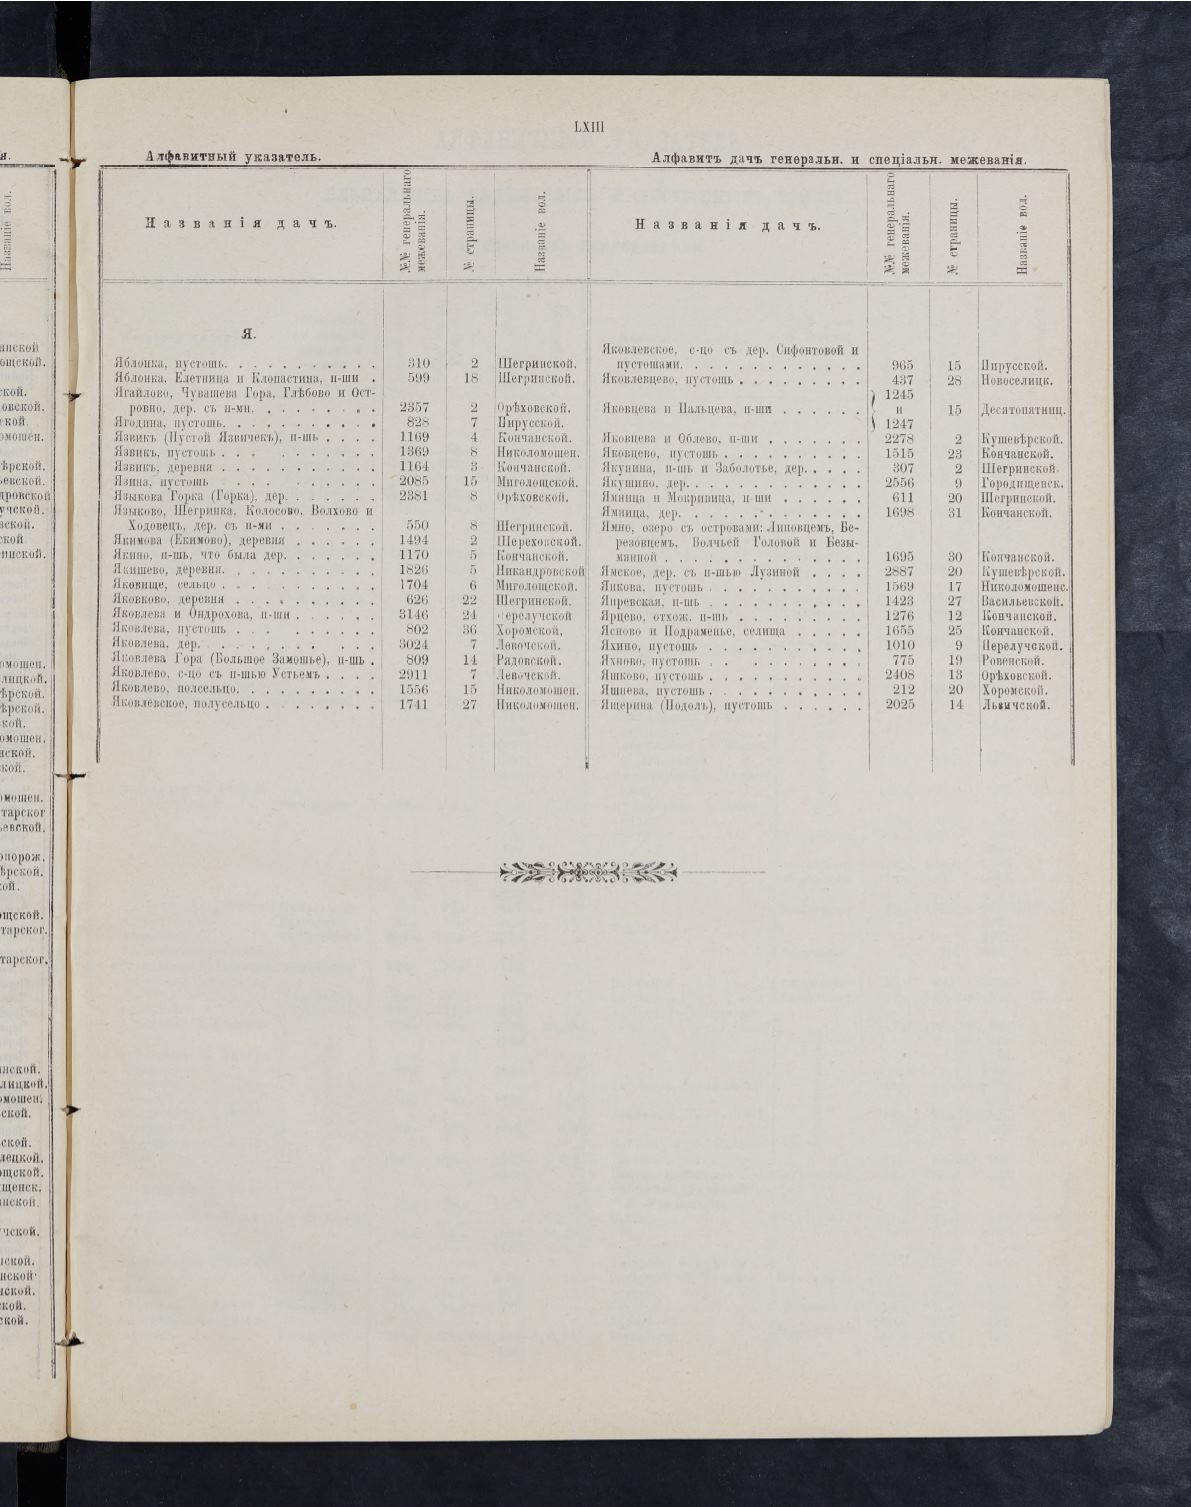 LXIII
Алфавитный указатель.
Алфавитъ дачъ генеральн. и спеціальн. межеванія.
Названія дачъ.
№№ генеральнаго межеванія.
№ страницы.
Названіе вол.
Названія дачъ.
№№ генеральнаго межеванія.
№ страницы.
Названіе вол.
Я.
Яблонка, пустошь. 310 2 Шегринской.
Яблонка, Елетница и Клопастина, п-ши . 599 18 Шегринской.
Ягайлово, Чувашева Гора, Глѣбово и Ост-
ровно, дер. съ п-ми. 2357 2 Орѣховской.
Ягодина, пустошь. 828 7 Пирусской.
Язвикъ (Пустой Язвичекъ), п-шь . 1169 4 Кончанской.
Язвикъ, пустошь . 1369 8 Николомошен.
Язвикъ, деревня . 1164 3 Кончанской.
Язина, пустошь . 2085 15 Миголощской.
Языкова Горка (Горка), дер. 2381 8 Орѣховской.
Языково, Шегринка, Колосово, Волхово и
Ходовецъ, дер. съ п-ми . 550 8 Шегринской.
Якимова (Екимово), деревня . 1494 2 Шереховской.
Якино, п-шь, что была дер. 1170 5 Кончанской.
Якишево, деревня. 1826 5 Никандровской
Яковище, сельцо . 1704 6 Миголощской.
Яковково, деревня . 626 22 Шегринской.
Яковлева и Ондрохова, п-ши . 3146 24 ерелучской.
Яковлева, пустошь . 802 36 Хоромской,
Яковлева, дер. 3024 7 Левочской.
Яковлева Гора (Большое Замошье), п-шь . 809 14 Рядовской.
Яковлево, с-цо съ п-шью Устьемъ . 2911 7 Левочской.
Яковлево, полсельцо. 1556 15 Николомошен.
Яковлевское, полусельцо . 1741 27 Николомошен.
Яковлевское, с-цо съ дер. Сифонтовой и
пустошами. 965 15 Пирусской.
Яковлевцево, пустошь . 437 28 Новоселицк.
1245
Яковцева и Пальцева, п-ши . и 15 Десятопятниц.
1247
Яковцева и Облево, п-ши . 2278 2 Кушевѣрской.
Яковцево, пустошь . 1515 23 Кончанской.
Якунина, п-шь и Заболотье, дер. 307 2 Шегринской.
Якушино, дер. 2556 9 Городищенск.
Ямница и Мокривица, п-ши . 611 20 Шегринской.
Ямница, дер. 1698 31 Кончанской.
Ямно, озеро съ островами: Липовцемъ, Бе-
резовцемъ, Волчьей Головой и Безы-
мянной . 1695 30 Кончанской.
Ямское, дер. съ п-шью Лузиной . 2887 20 Кушевѣрской.
Янкова, пустошь . 1569 17 Николомошенс.
Япревская, п-шь . 1423 27 Васильевской.
Ярцево, отхож. п-шь . 1276 12 Кончанской.
Ясново и Подраменье, селища . 1655 25 Кончанской.
Яхино, пустошь . 1010 9 Перелучской.
Яхново, пустошь . 775 19 Ровенской.
Яшково, пустошь . 2408 13 Орѣховской.
Яшнева, пустошь . 212 20 Хоромской.
Ящерина (Подолъ), пустошь . 2025 14 Львичской.